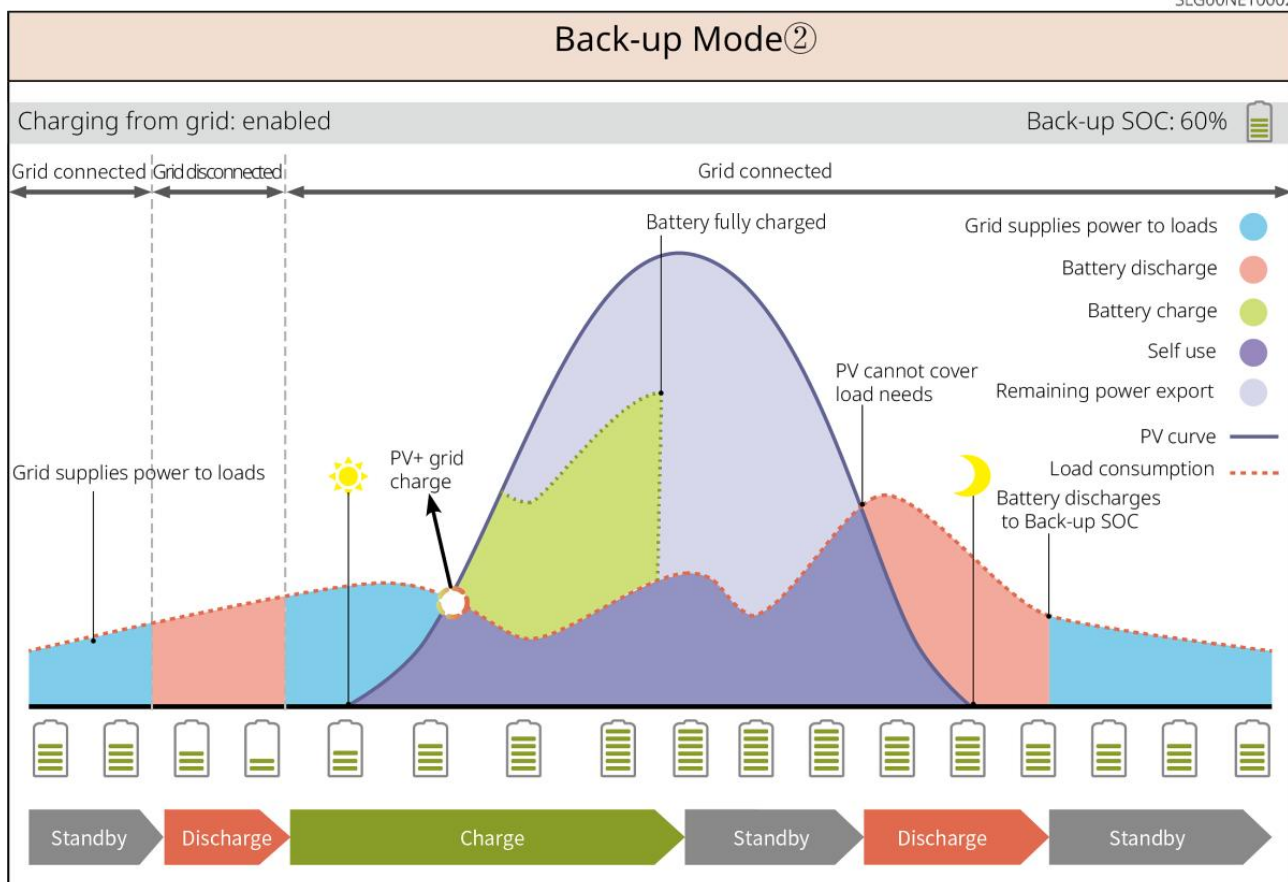 Back-up Mode②
Charging from grid: enabled
Back-up SOC: 60%
Grid connected
Grid disconnected
Grid connected
Battery fully charged
Grid supplies power to loads
Battery discharge
Battery charge
Self use
Remaining power export
PV curve
Load consumption
PV cannot cover
load needs
PV+ grid
charge
Grid supplies power to loads
Battery discharges
to Back-up SOC
Standby
Discharge
Charge
Standby
Discharge
Standby